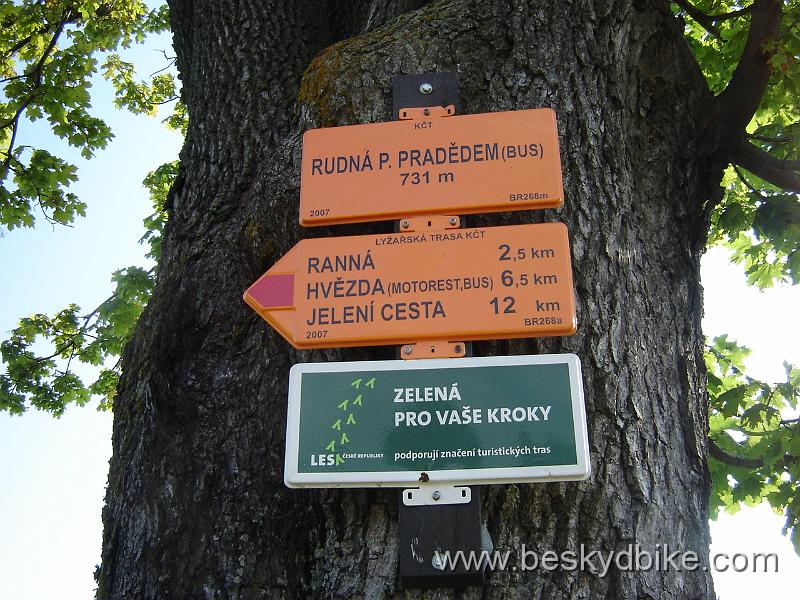 KČT
RUDNÁ P. PRADĚDEM (BUS)
731 m
2007 BR268m
LYŽAŘSKÁ TRASA KČT
RANNÁ 2,5 km
HVĚZDA (MOTOREST,BUS) 6,5 km
JELENÍ CESTA 12 km
2007 BR268a
ZELENÁ
PRO VAŠE KROKY
LESY ČESKÉ REPUBLIKY podporují značení turistických tras
www.beskydbike.com